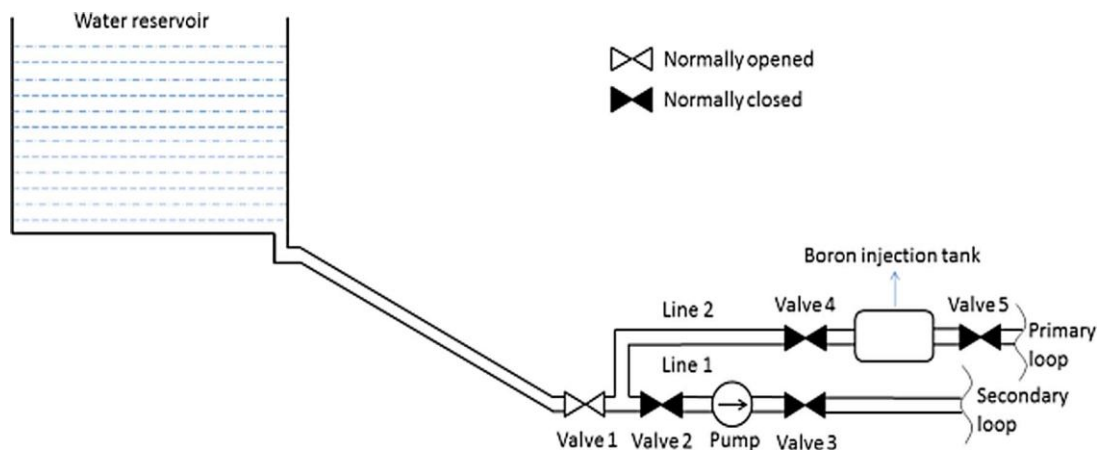 Water reservoir
Normally opened
Normally closed
Boron injection tank
Line 2
Valve 4
Valve 5
Primary
loop
Line 1
Secondary
loop
Valve 1
Valve 2
Pump
Valve 3